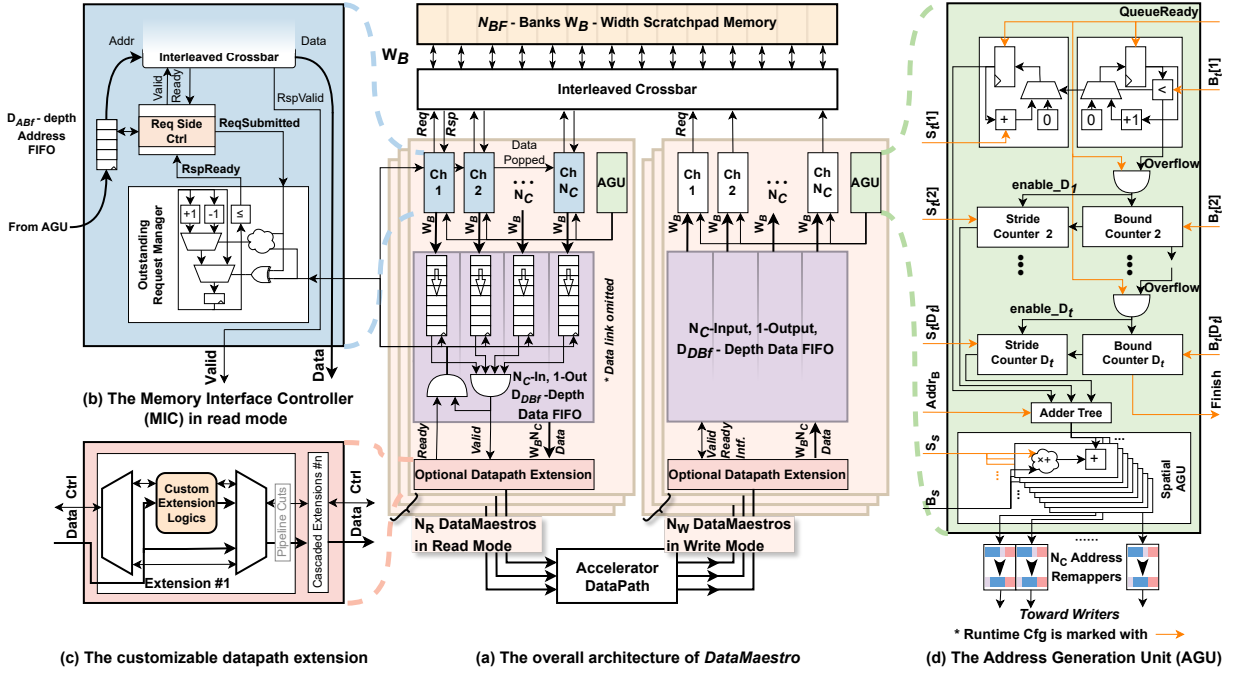 Addr
Data
Interleaved Crossbar
Valid
Ready
RspValid
D_ABf - depth
Address
FIFO
Req Side
Ctrl
ReqSubmitted
RspReady
From AGU
+1
-1
≤
Outstanding
Request Manager
Valid
Data
(b) The Memory Interface Controller
(MIC) in read mode
Data Ctrl
Custom
Extension
Logics
Extension #1
Pipeline Cuts
Cascaded Extensions #n
Data Ctrl
(c) The customizable datapath extension
N_BF - Banks W_B - Width Scratchpad Memory
W_B
Interleaved Crossbar
Req
Rsp
Ch
1
Ch
2
Data
Popped
...
N_C
Ch
N_C
AGU
W_B
W_B
W_B
W_B
N_C-In, 1-Out
D_DBf -Depth
Data FIFO
* Data link omitted
Ready
Valid
W_B N_C
Data
Optional Datapath Extension
N_R DataMaestros
in Read Mode
Req
Ch
1
Ch
2
...
N_C
Ch
N_C
AGU
W_B
W_B
W_B
W_B
N_C-Input, 1-Output,
D_DBf - Depth Data FIFO
Valid
Ready
Intf.
W_B N_C
Data
Optional Datapath Extension
N_W DataMaestros
in Write Mode
Accelerator
DataPath
(a) The overall architecture of DataMaestro
QueueReady
B_t[1]
<
+
0
0
+1
S_t[1]
Overflow
enable_D_1
S_t[2]
Stride
Counter 2
Bound
Counter 2
B_t[2]
Overflow
enable_D_t
S_t[D_t]
Stride
Counter D_t
Bound
Counter D_t
B_t[D_t]
Addr_B
Adder Tree
Finish
S_s
×+
+
...
...
Spatial
AGU
B_s
......
N_C Address
Remappers
Toward Writers
* Runtime Cfg is marked with
(d) The Address Generation Unit (AGU)